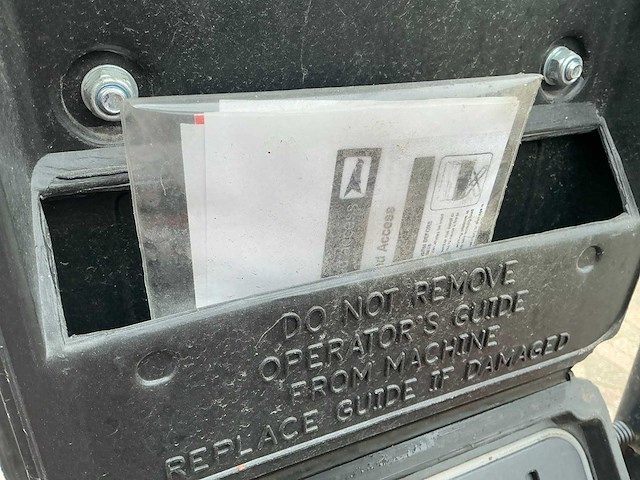 DO NOT REMOVE
OPERATOR'S GUIDE
FROM MACHINE
REPLACE GUIDE IF DAMAGED
Access